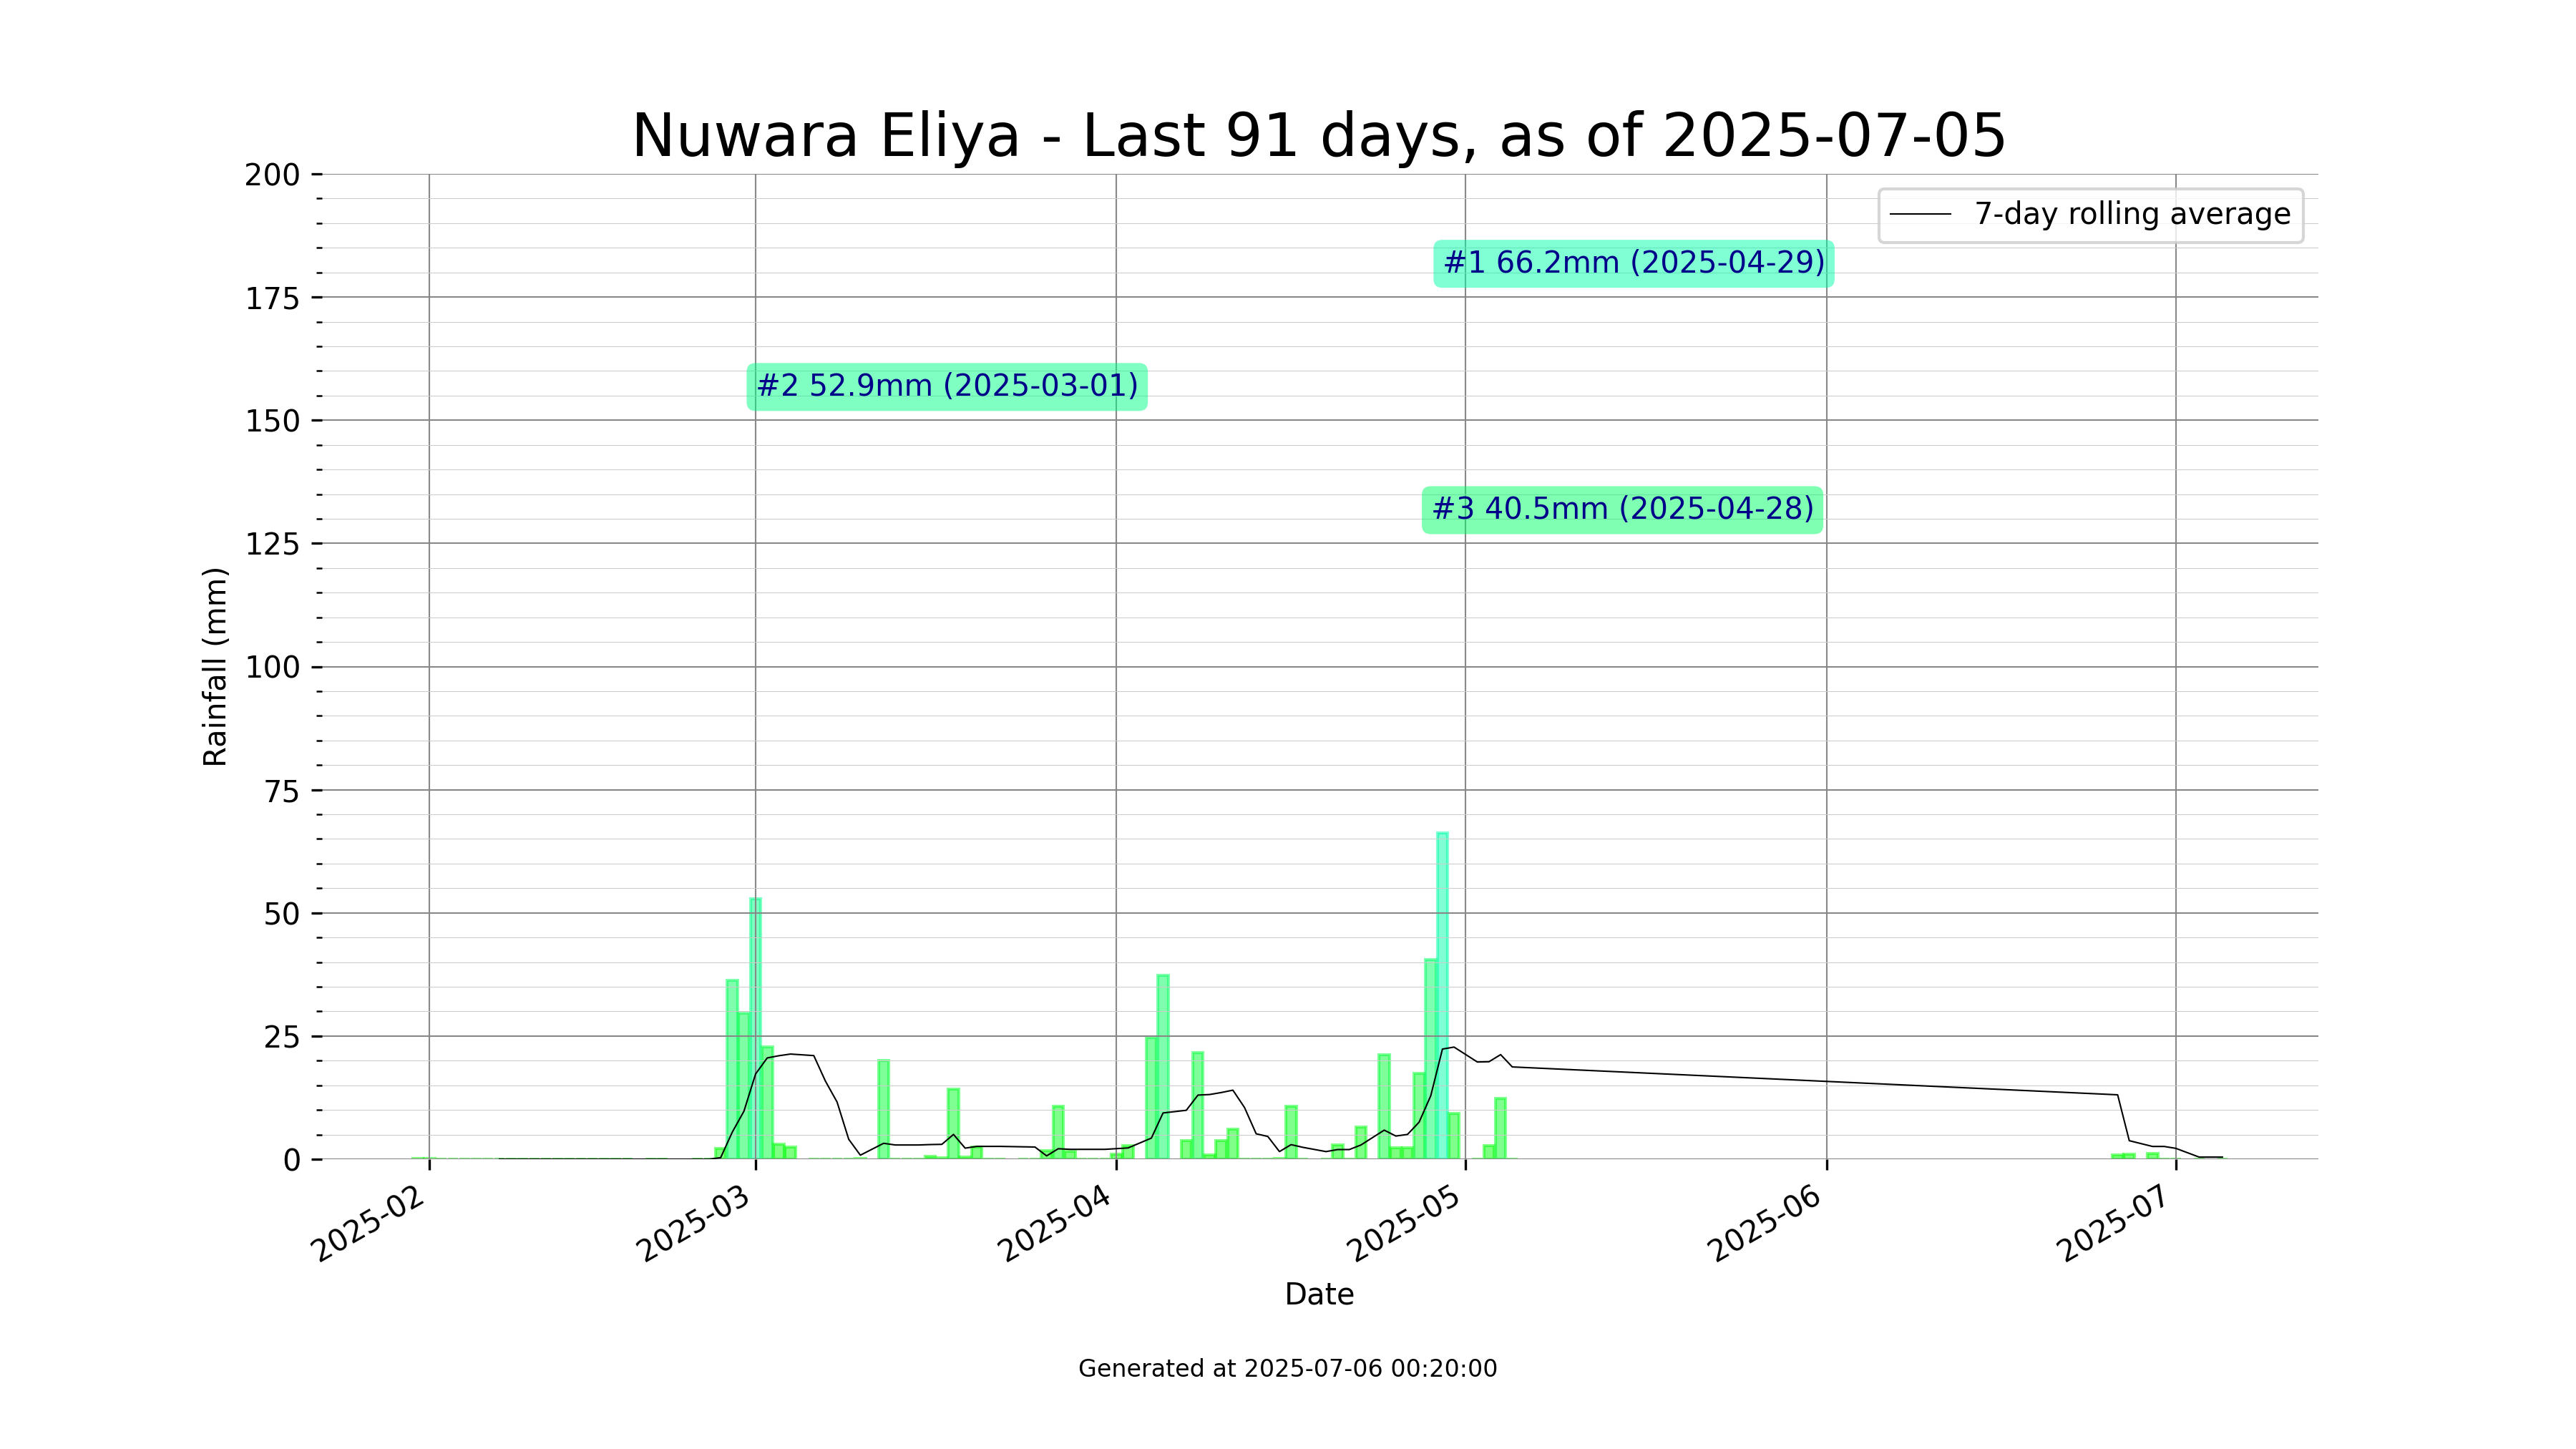 Nuwara Eliya - Last 91 days, as of 2025-07-05
200
175
150
125
100
75
50
25
0
Rainfall (mm)
7-day rolling average
#1 66.2mm (2025-04-29)
#2 52.9mm (2025-03-01)
#3 40.5mm (2025-04-28)
2025-02
2025-03
2025-04
2025-05
2025-06
2025-07
Date
Generated at 2025-07-06 00:20:00